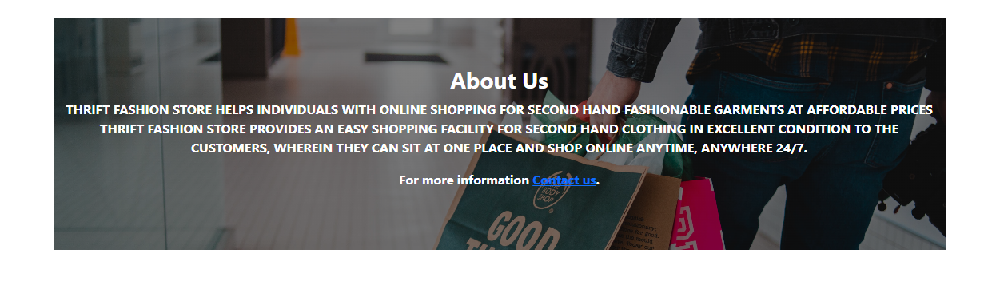 About Us
THRIFT FASHION STORE HELPS INDIVIDUALS WITH ONLINE SHOPPING FOR SECOND HAND FASHIONABLE GARMENTS AT AFFORDABLE PRICES
THRIFT FASHION STORE PROVIDES AN EASY SHOPPING FACILITY FOR SECOND HAND CLOTHING IN EXCELLENT CONDITION TO THE
CUSTOMERS, WHEREIN THEY CAN SIT AT ONE PLACE AND SHOP ONLINE ANYTIME, ANYWHERE 24/7.
For more information Contact us.
BODY
SHOP
GOOD